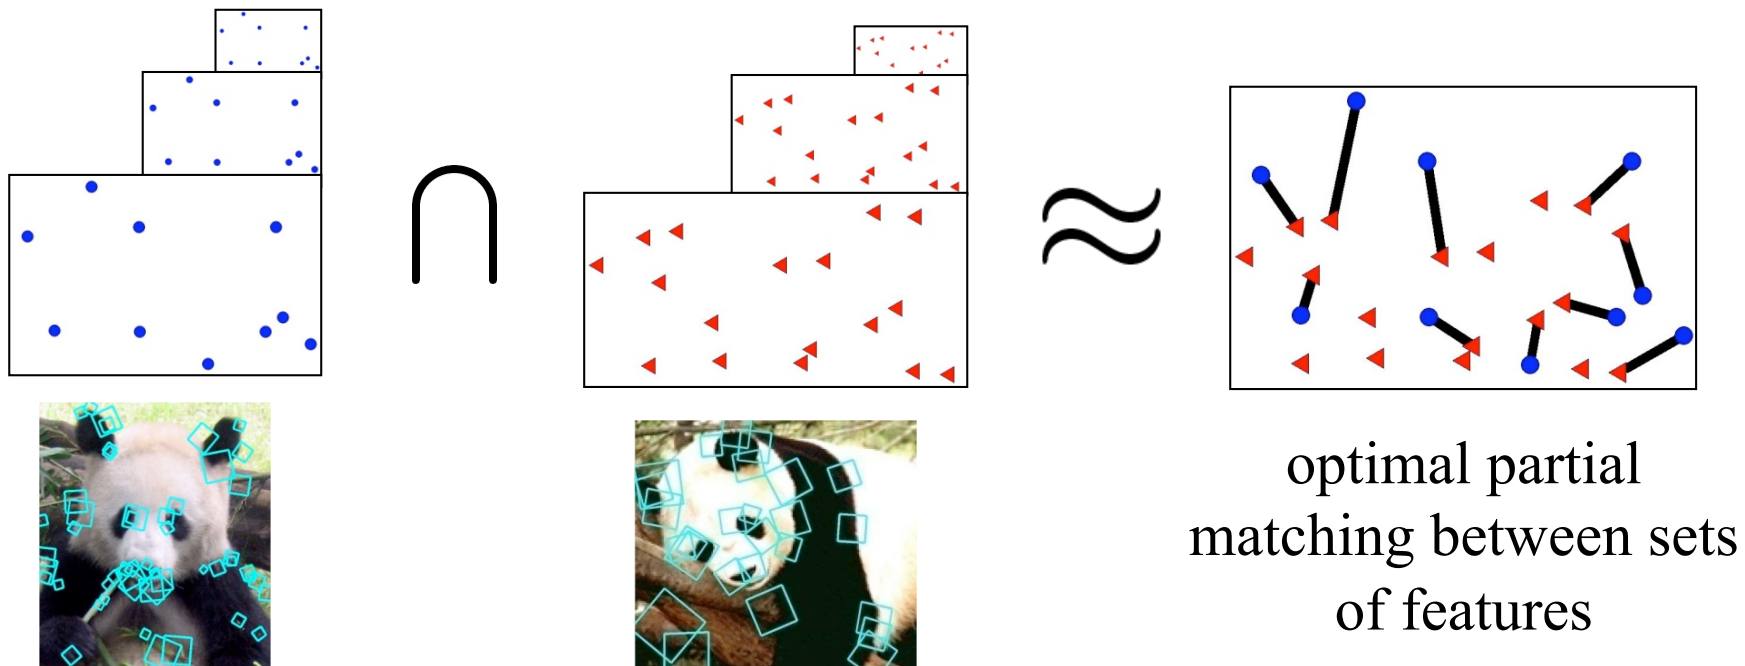 ∩
≈
optimal partial
matching between sets
of features